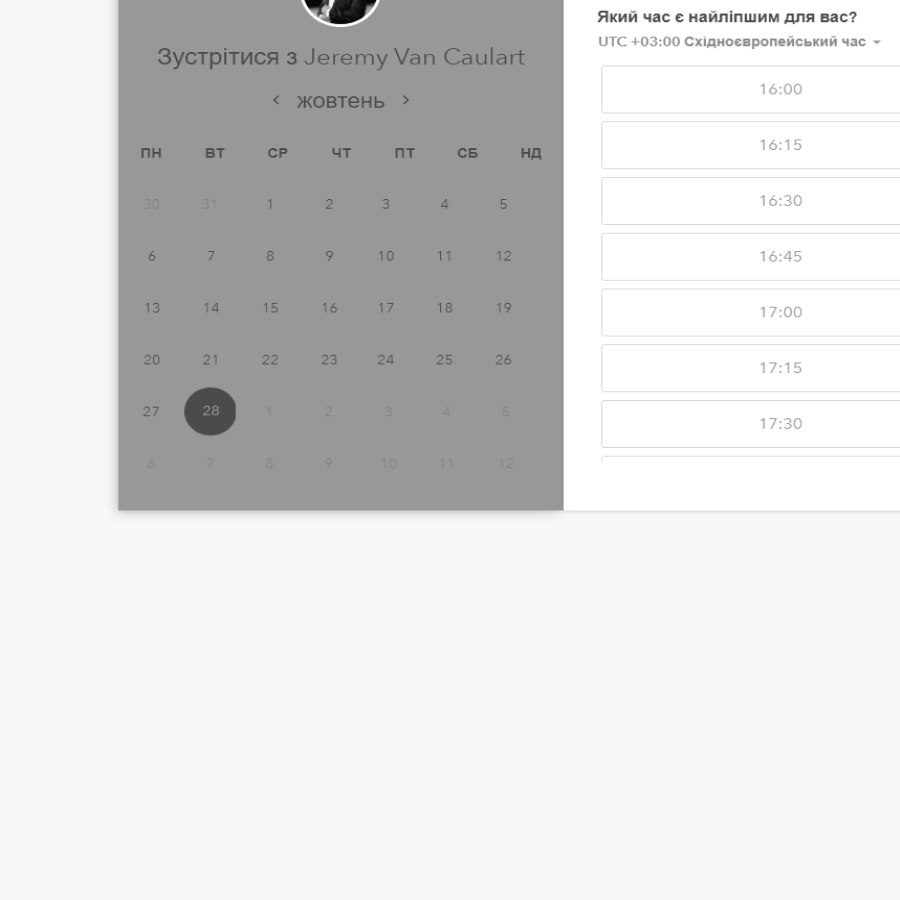 Зустрітися з Jeremy Van Caulart
жовтень
ПН ВТ СР ЧТ ПТ СБ НД
30 31 1 2 3 4 5
6 7 8 9 10 11 12
13 14 15 16 17 18 19
20 21 22 23 24 25 26
27 28 1 2 3 4 5
6 7 8 9 10 11 12
Який час є найліпшим для вас?
UTC +03:00 Східноєвропейський час
16:00
16:15
16:30
16:45
17:00
17:15
17:30